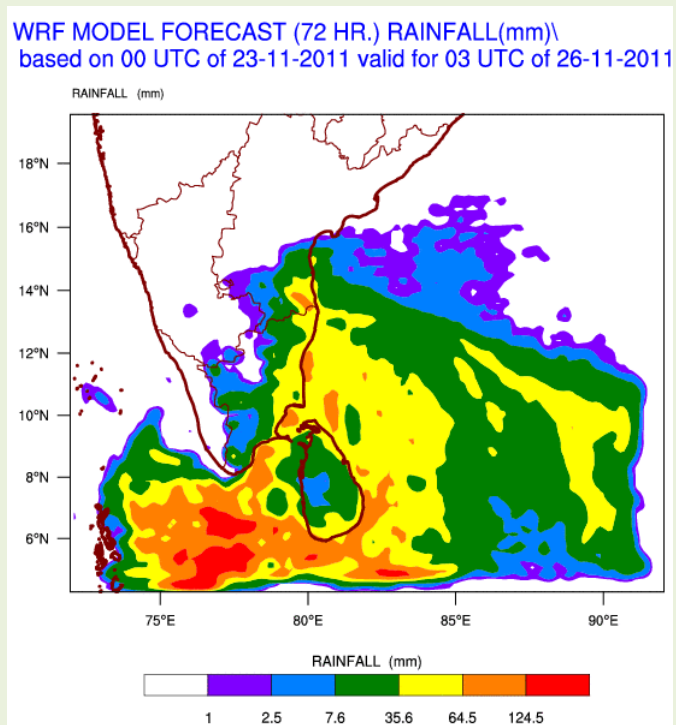 WRF MODEL FORECAST (72 HR.) RAINFALL(mm)\
based on 00 UTC of 23-11-2011 valid for 03 UTC of 26-11-2011
RAINFALL (mm)
18°N
16°N
14°N
12°N
10°N
8°N
6°N
75°E 80°E 85°E 90°E
RAINFALL (mm)
1 2.5 7.6 35.6 64.5 124.5